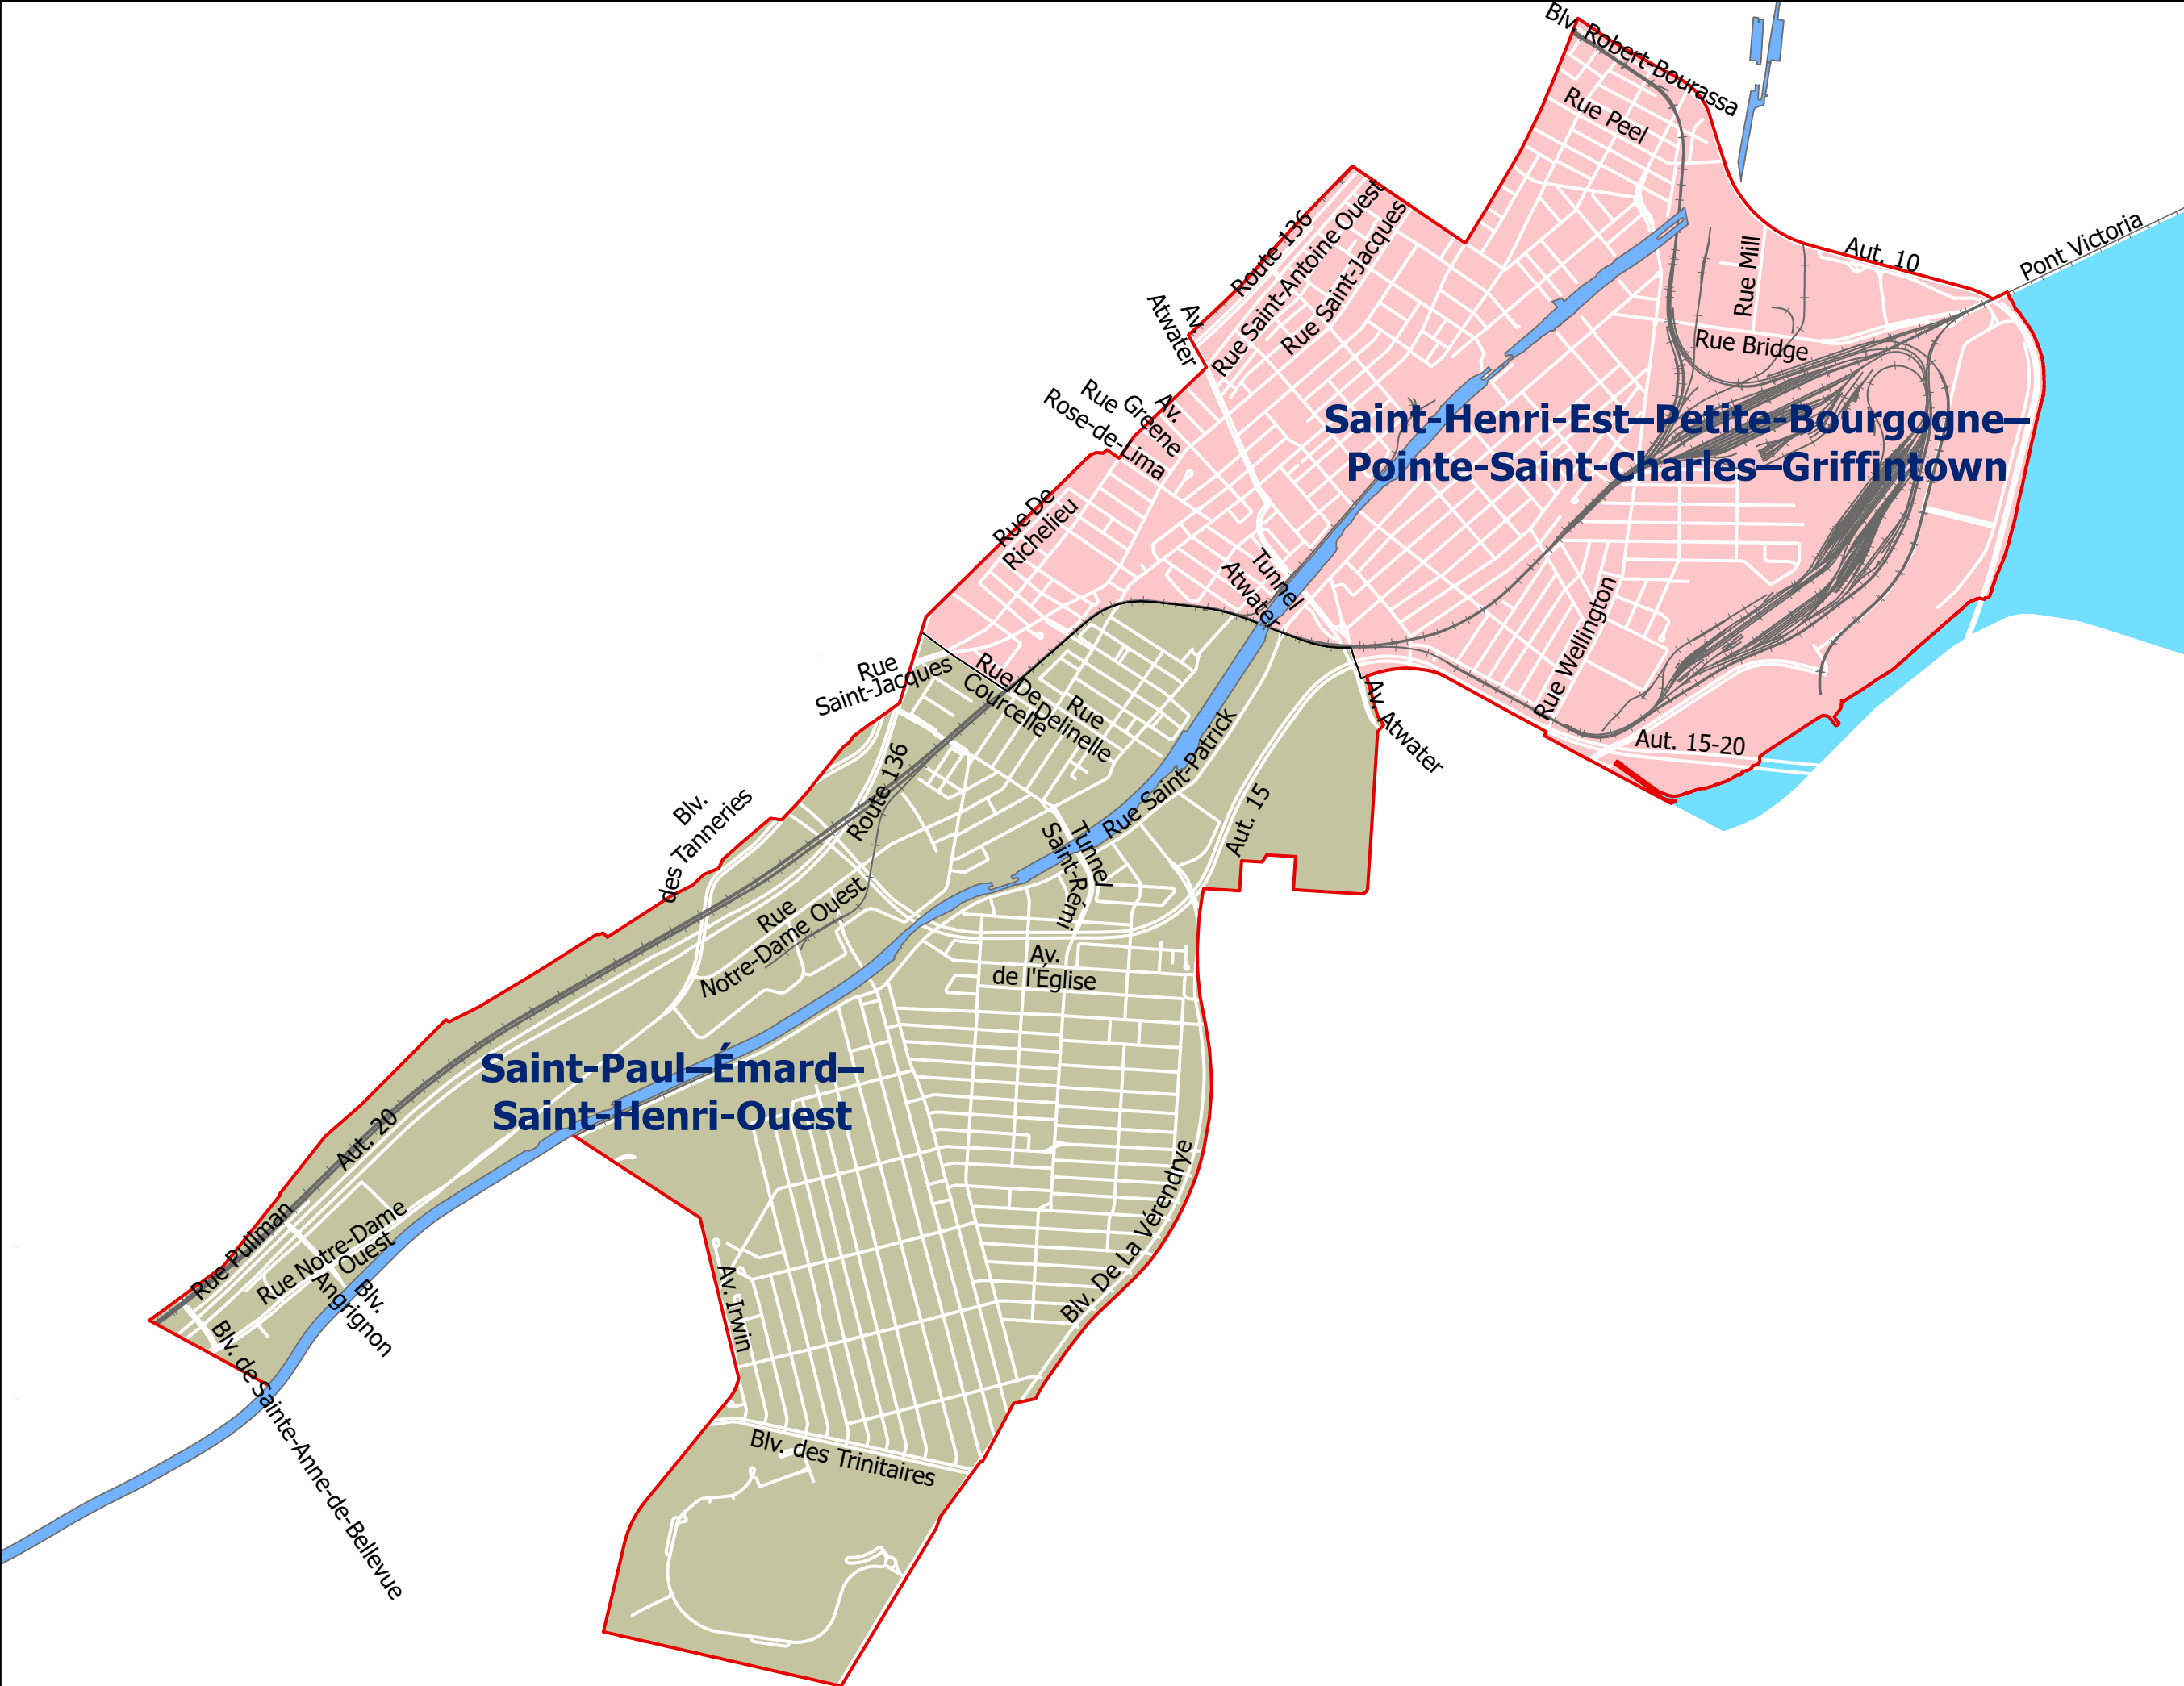 Blv. Robert-Bourassa
Rue Peel
Route 136
Rue Saint-Antoine Ouest
Rue Saint-Jacques
Rue Mill
Aut. 10
Pont Victoria
Av.
Atwater
Rue Bridge
Av.
Greene
Rue
Rose-de-Lima
Saint-Henri-Est—Petite-Bourgogne—
Pointe-Saint-Charles—Griffintown
Rue De
Richelieu
Tunnel
Atwater
Rue Wellington
Rue
Saint-Jacques
Rue De
Courcelle
Rue
Delinelle
Av. Atwater
Aut. 15-20
Rue Saint-Patrick
Route 136
Blv.
des Tanneries
Aut. 15
Tunnel
Saint-Rémi
Rue
Notre-Dame Ouest
Av.
de l'Église
Saint-Paul—Émard—
Saint-Henri-Ouest
Aut. 20
Rue Pullman
Rue Notre-Dame
Ouest
Blv.
Angrignon
Blv. De La Vérendrye
Av. Irwin
Blv. de Sainte-Anne-de-Bellevue
Blv. des Trinitaires